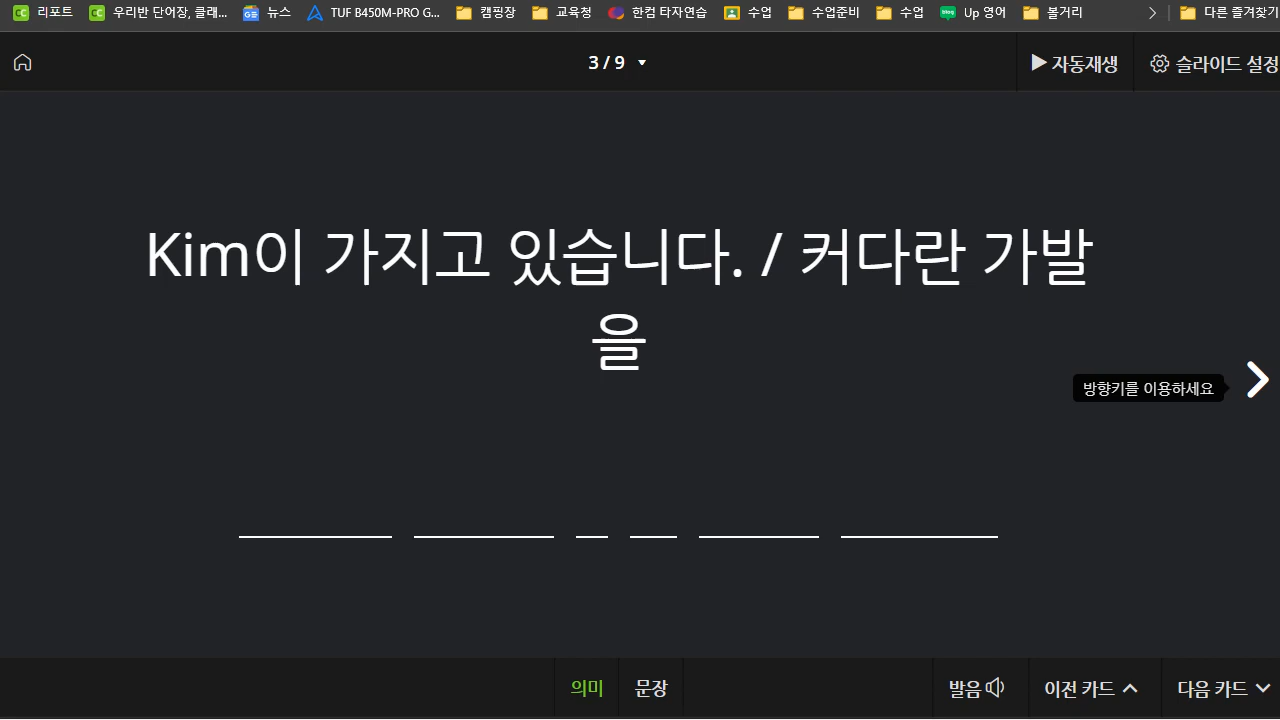 리포트 우리반 단어장, 클래... 뉴스 TUF B450M-PRO G... 캠핑장 교육청 한컴 타자연습 수업 수업준비 수업 Up 영어 볼거리 다른 즐겨찾기
3 / 9 자동재생 슬라이드 설정
Kim이 가지고 있습니다. / 커다란 가발
을
방향키를 이용하세요
의미 문장 발음 이전 카드 다음 카드